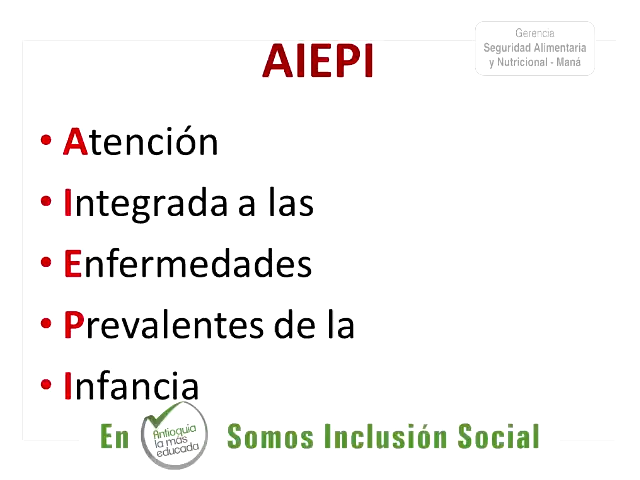 Gerencia
Seguridad Alimentaria
y Nutricional - Maná
AIEPI
• Atención
• Integrada a las
• Enfermedades
• Prevalentes de la
• Infancia
En Antioquia la más educada Somos Inclusión Social